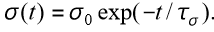 σ(t) = σ₀ exp(−t / τ_σ).